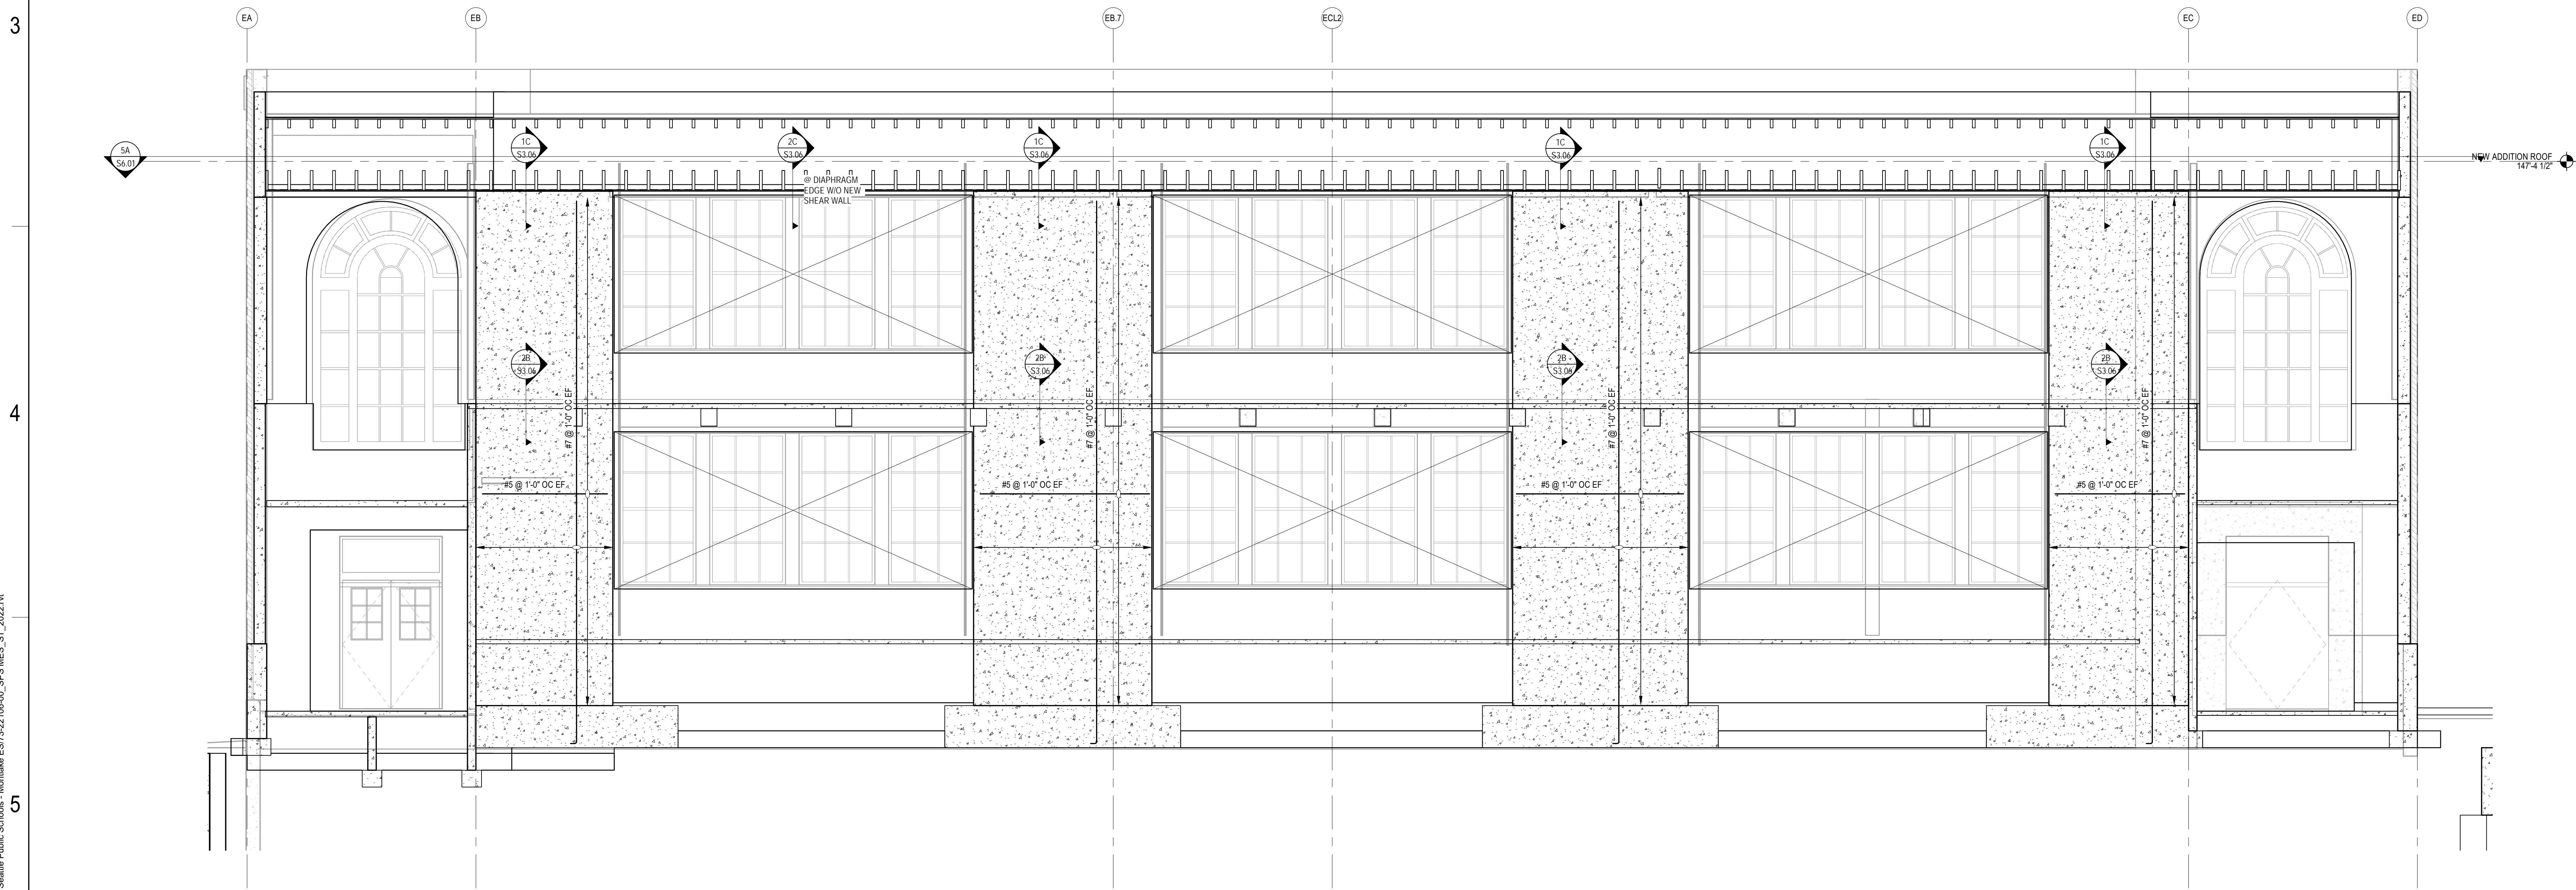 3
EA
EB
EB.7
ECL2
EC
ED
5A
S6.01
1C
S3.06
2C
S3.06
1C
S3.06
1C
S3.06
1C
S3.06
NEW ADDITION ROOF
147'-4 1/2"
@ DIAPHRAGM
EDGE W/O NEW
SHEAR WALL
2B
S3.06
2B
S3.06
2B
S3.06
2B
S3.06
4
#7 @ 1'-0" OC EF
#7 @ 1'-0" OC EF
#7 @ 1'-0" OC EF
#7 @ 1'-0" OC EF
#5 @ 1'-0" OC EF
#5 @ 1'-0" OC EF
#5 @ 1'-0" OC EF
#5 @ 1'-0" OC EF
5